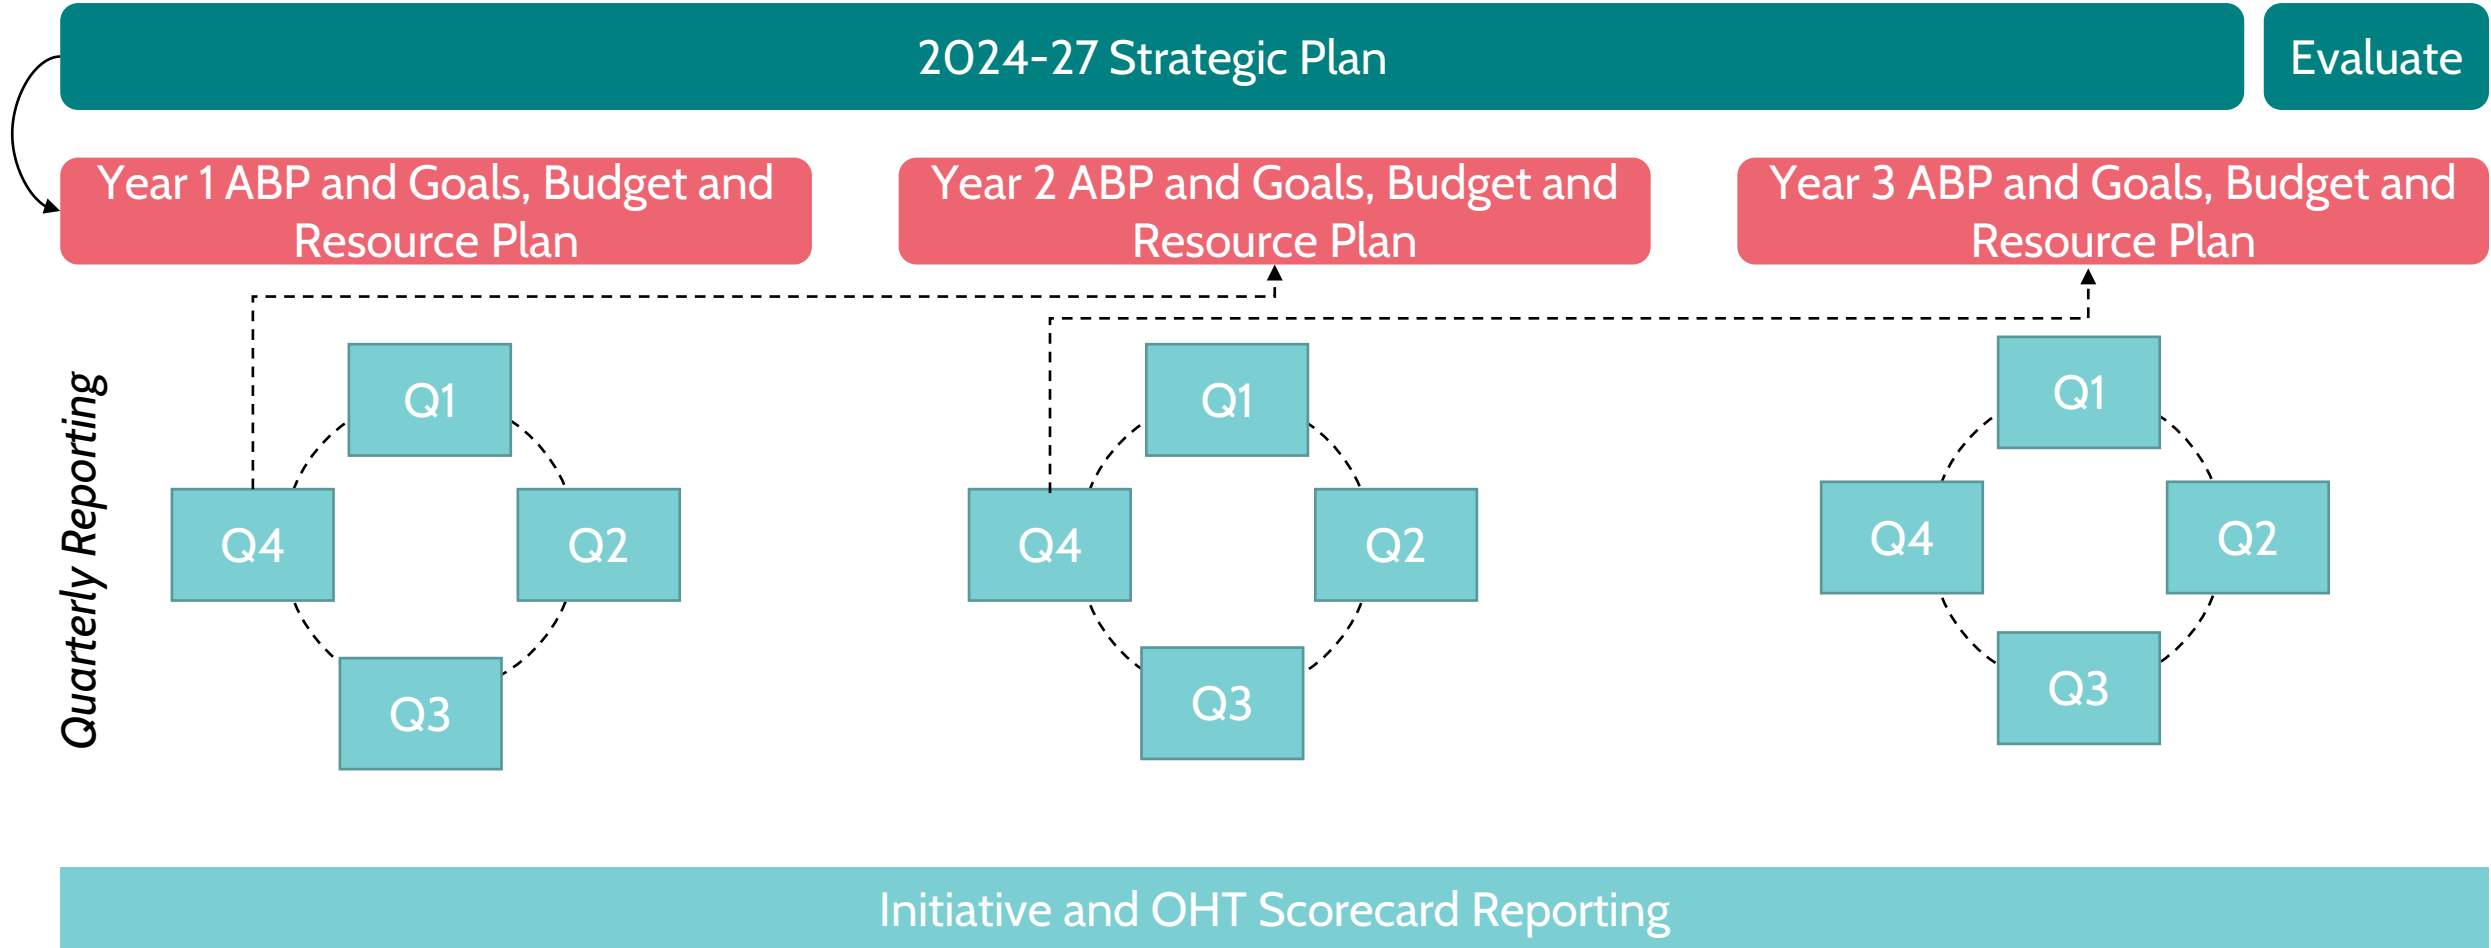 2024-27 Strategic Plan
Evaluate
Year 1 ABP and Goals, Budget and
Resource Plan
Year 2 ABP and Goals, Budget and
Resource Plan
Year 3 ABP and Goals, Budget and
Resource Plan
Quarterly Reporting
Q1
Q2
Q3
Q4
Q1
Q2
Q3
Q4
Q1
Q2
Q3
Q4
Initiative and OHT Scorecard Reporting